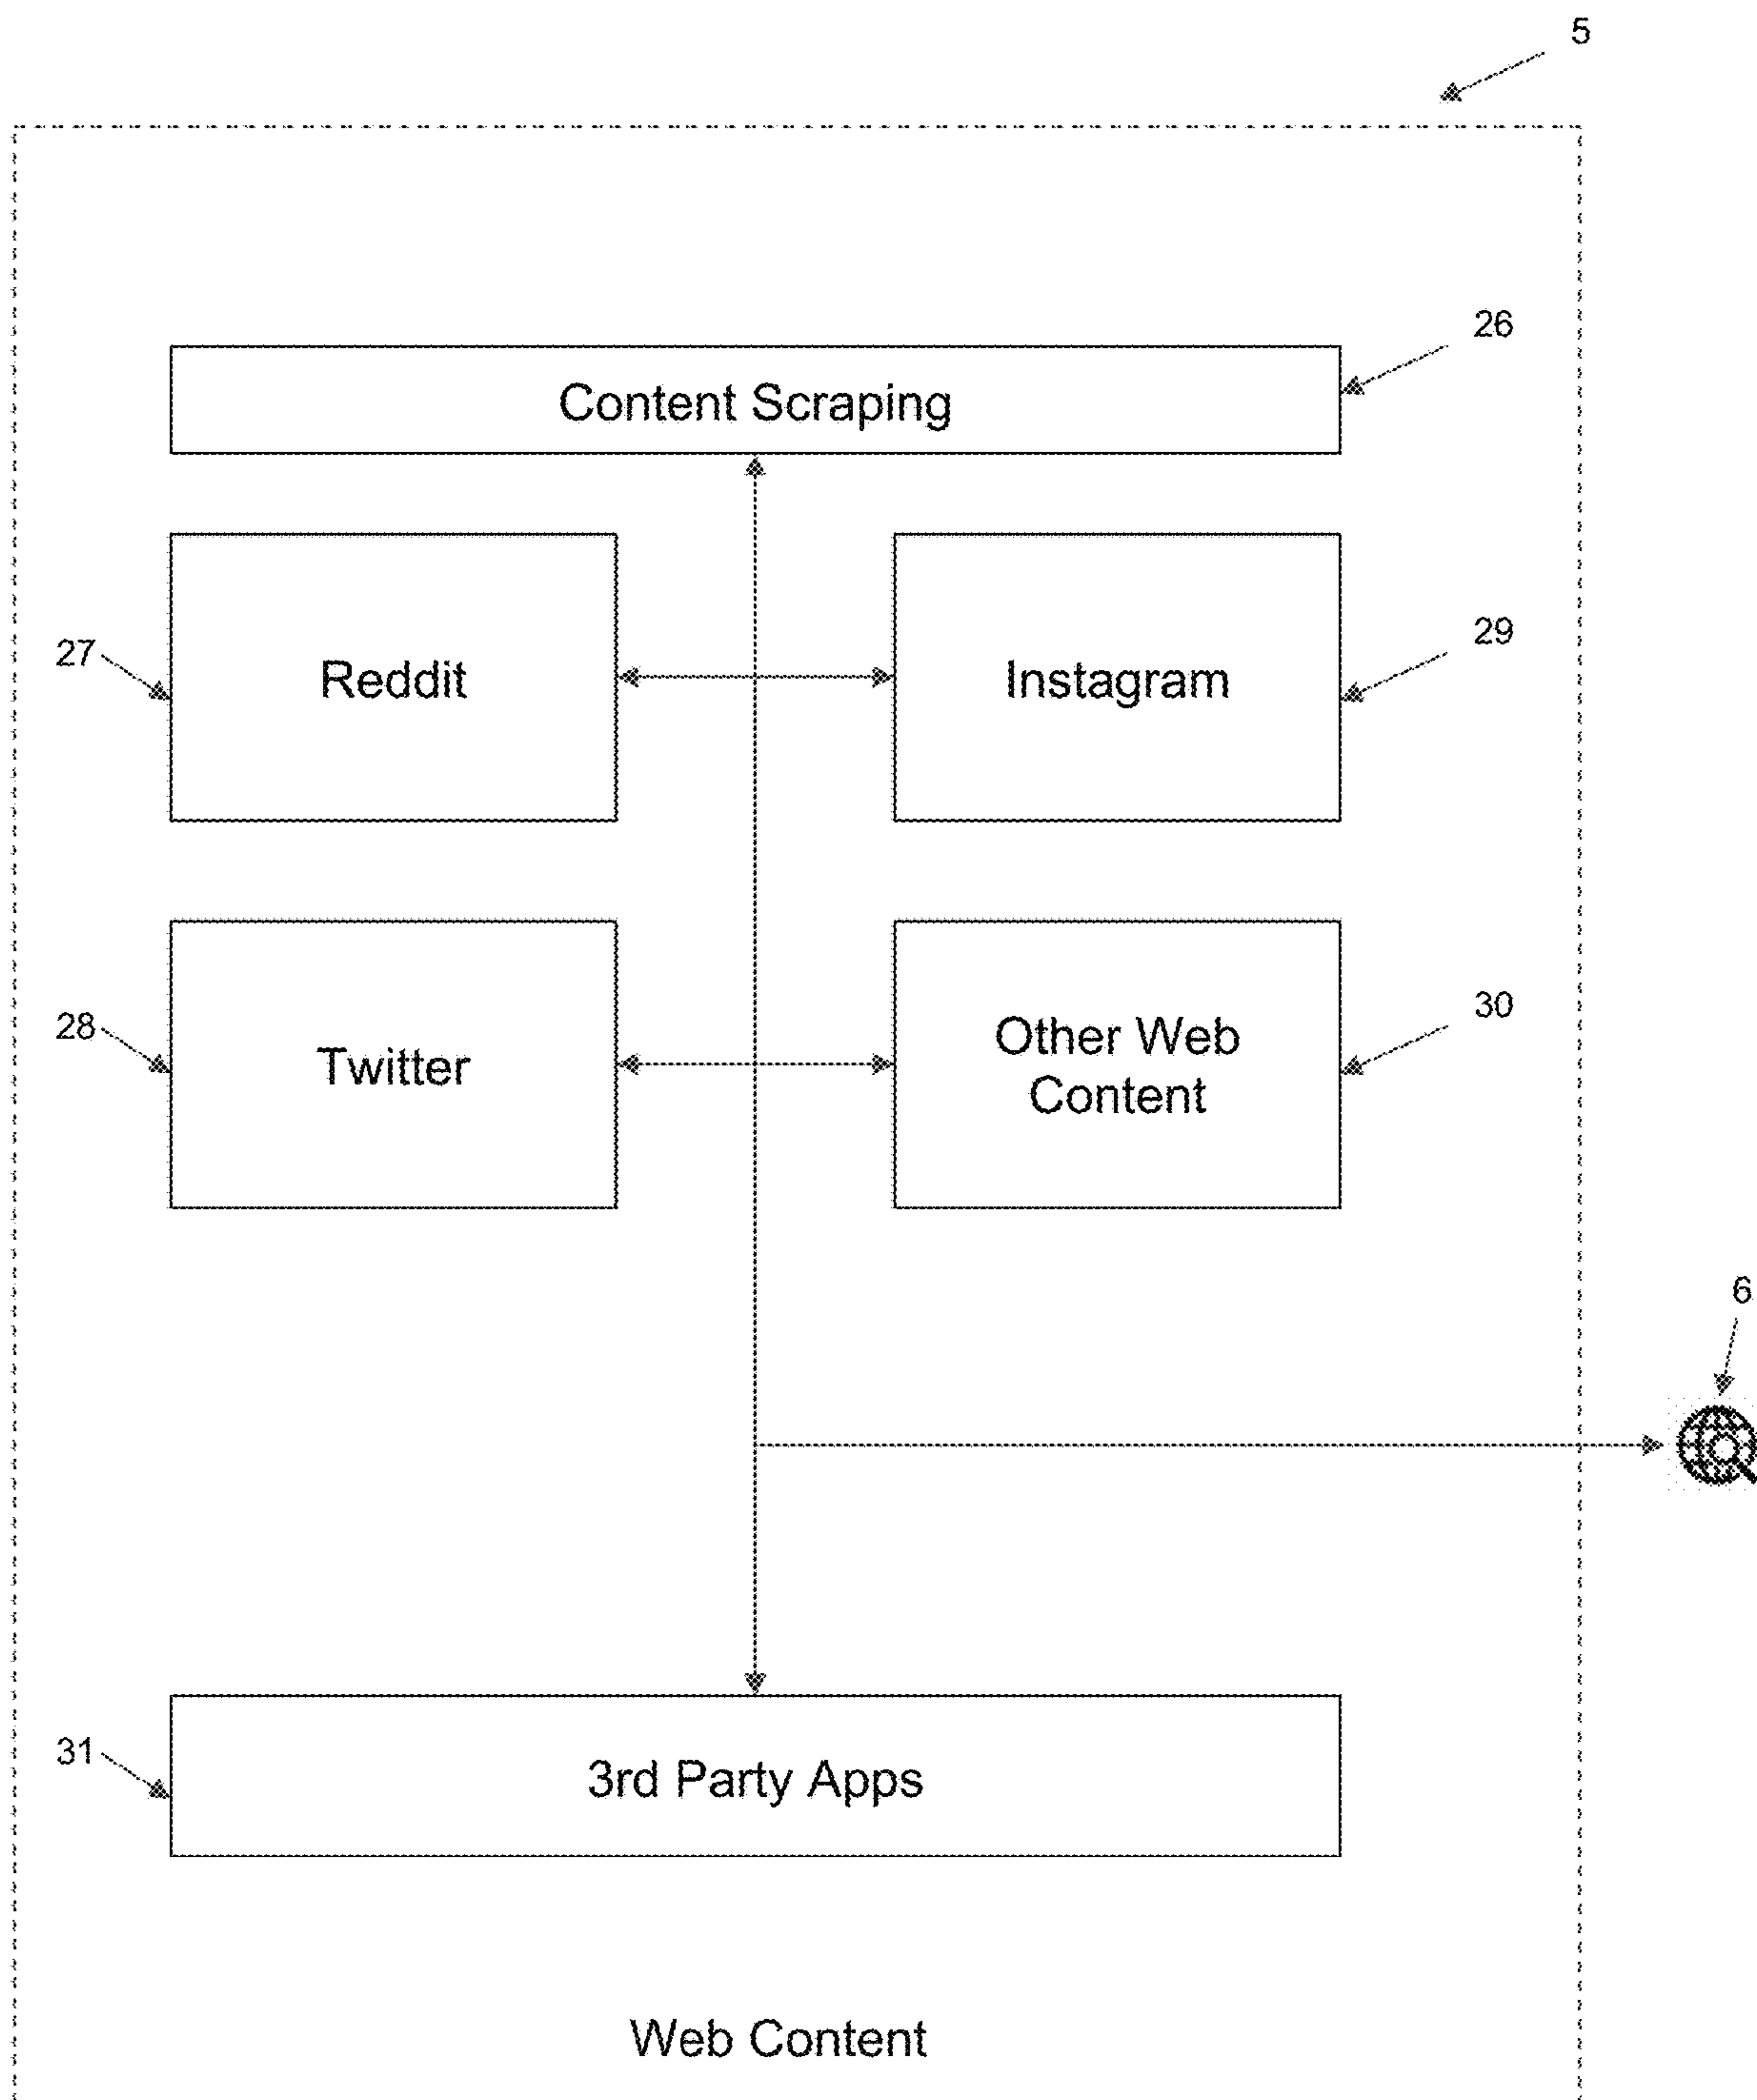 5
26
Content Scraping
27
Reddit
29
Instagram
28
Twitter
30
Other Web
Content
6
31
3rd Party Apps
Web Content